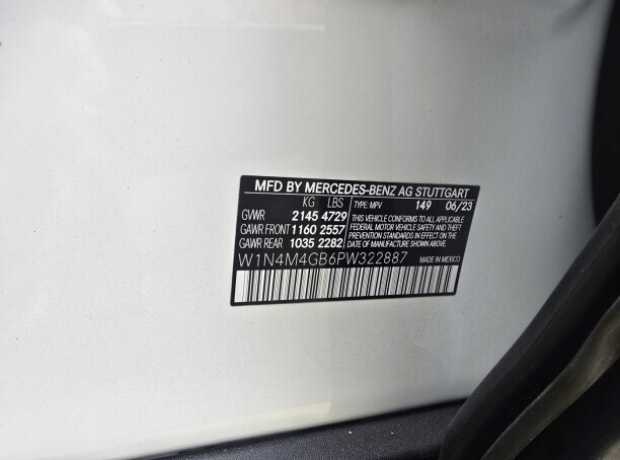 MFD BY MERCEDES-BENZ AG STUTTGART
KG LBS TYPE: MPV 149 06/23
GVWR 2145 4729 THIS VEHICLE CONFORMS TO ALL APPLICABLE
GAWR FRONT 1160 2557 FEDERAL MOTOR VEHICLE SAFETY AND
GAWR REAR 1035 2282 THEFT PREVENTION STANDARDS IN EFFECT ON THE DATE OF MANUFACTURE SHOWN ABOVE.
W1N4M4GB6PW322887 MADE IN MEXICO